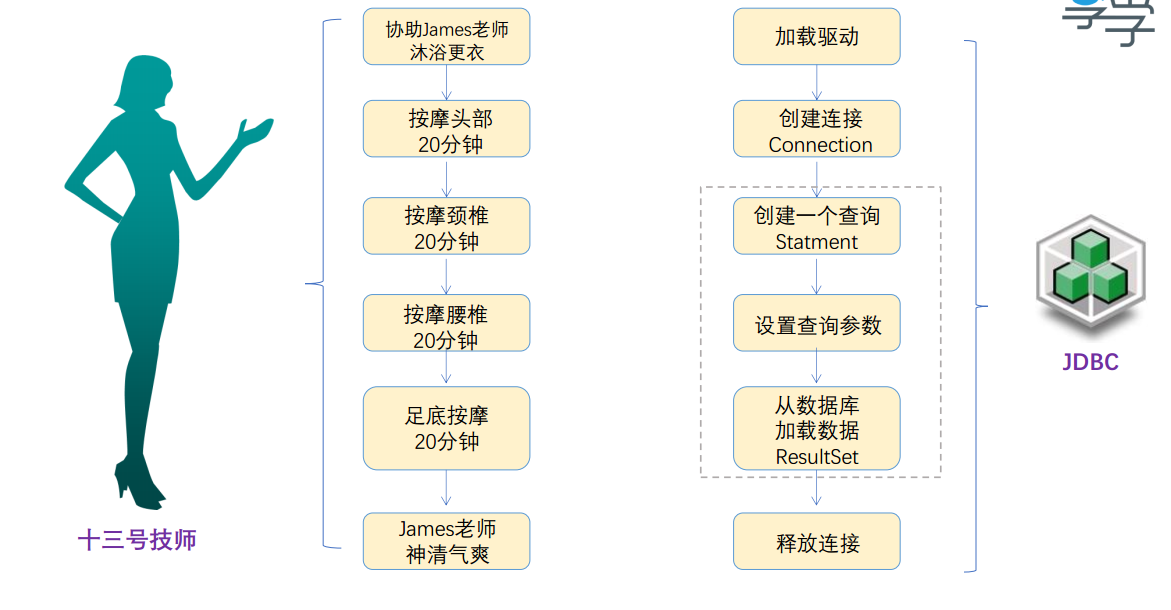 协助James老师
沐浴更衣
按摩头部
20分钟
按摩颈椎
20分钟
按摩腰椎
20分钟
足底按摩
20分钟
James老师
神清气爽
十三号技师
加载驱动
创建连接
Connection
创建一个查询
Statment
设置查询参数
从数据库
加载数据
ResultSet
释放连接
JDBC